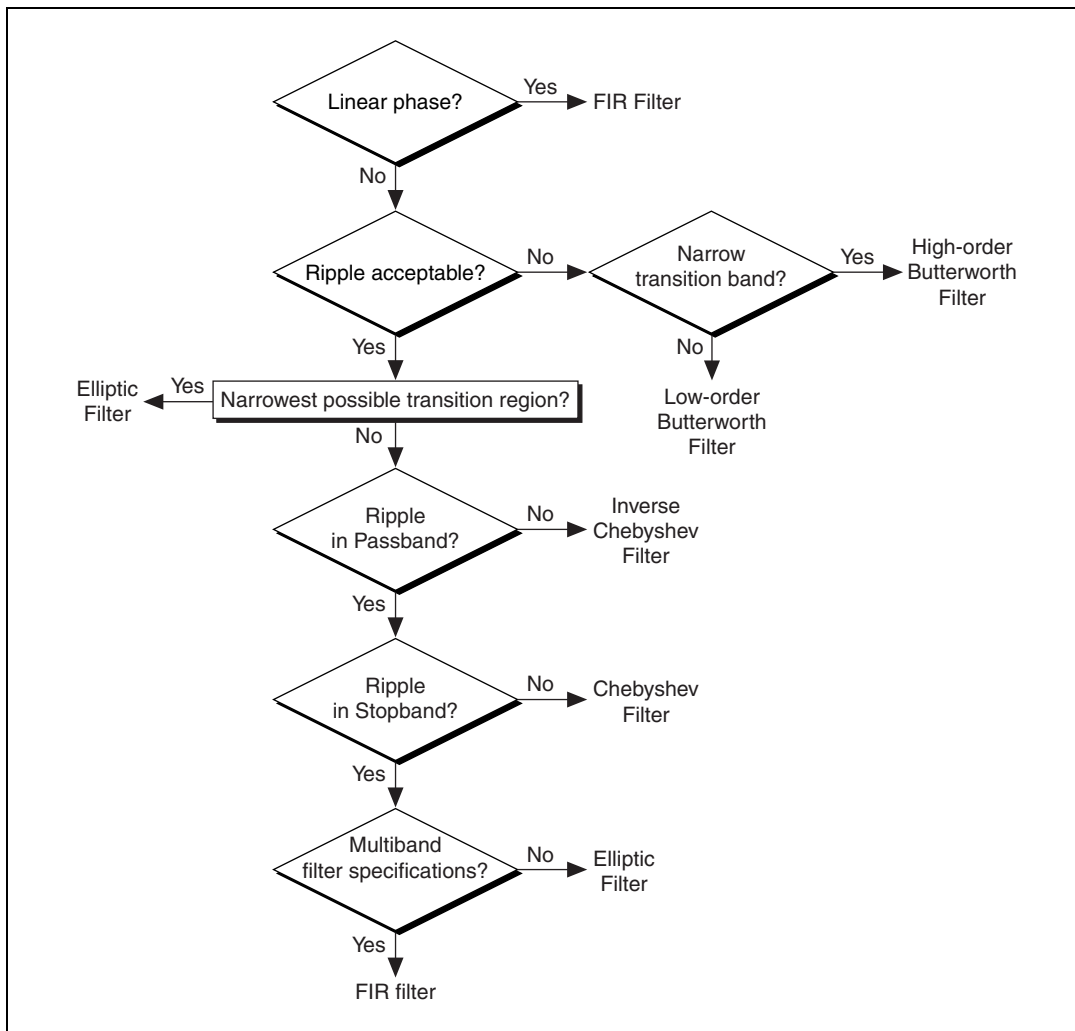 Linear phase?
Yes
FIR Filter
No
Ripple acceptable?
No
Narrow
transition band?
Yes
High-order
Butterworth
Filter
No
Low-order
Butterworth
Filter
Yes
Narrowest possible transition region?
Yes
Elliptic
Filter
No
Ripple
in Passband?
No
Inverse
Chebyshev
Filter
Yes
Ripple
in Stopband?
No
Chebyshev
Filter
Yes
Multiband
filter specifications?
No
Elliptic
Filter
Yes
FIR filter